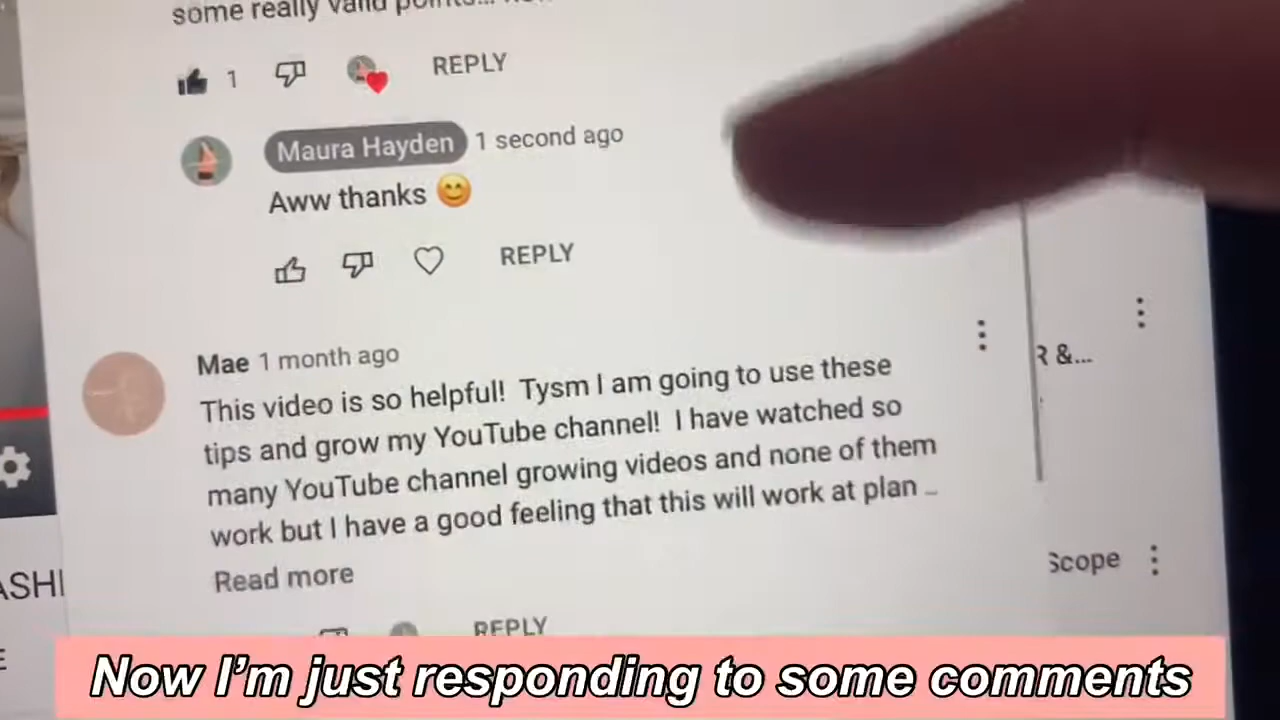 some really valid points...
1
REPLY
Maura Hayden 1 second ago
Aww thanks 😊
REPLY
Mae 1 month ago
This video is so helpful! Tysm I am going to use these
tips and grow my YouTube channel! I have watched so
many YouTube channel growing videos and none of them
work but I have a good feeling that this will work at plan ..
Read more
REPLY
R &...
Scope
ASHI
E
Now I'm just responding to some comments